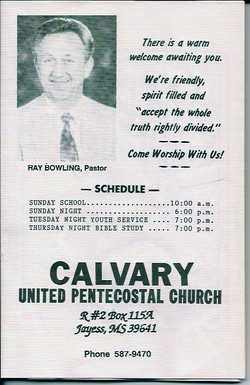 There is a warm
welcome awaiting you.
We're friendly,
spirit filled and
"accept the whole
truth rightly divided."
Come Worship With Us!
RAY BOWLING, Pastor
— SCHEDULE —
SUNDAY SCHOOL....................10:00 a.m.
SUNDAY NIGHT .................... 6:00 p.m.
TUESDAY NIGHT YOUTH SERVICE ..... 7:00 p.m.
THURSDAY NIGHT BIBLE STUDY ..... 7:00 p.m.
CALVARY
UNITED PENTECOSTAL CHURCH
R#2 Box 115A
Jayess, MS 39641
Phone 587-9470